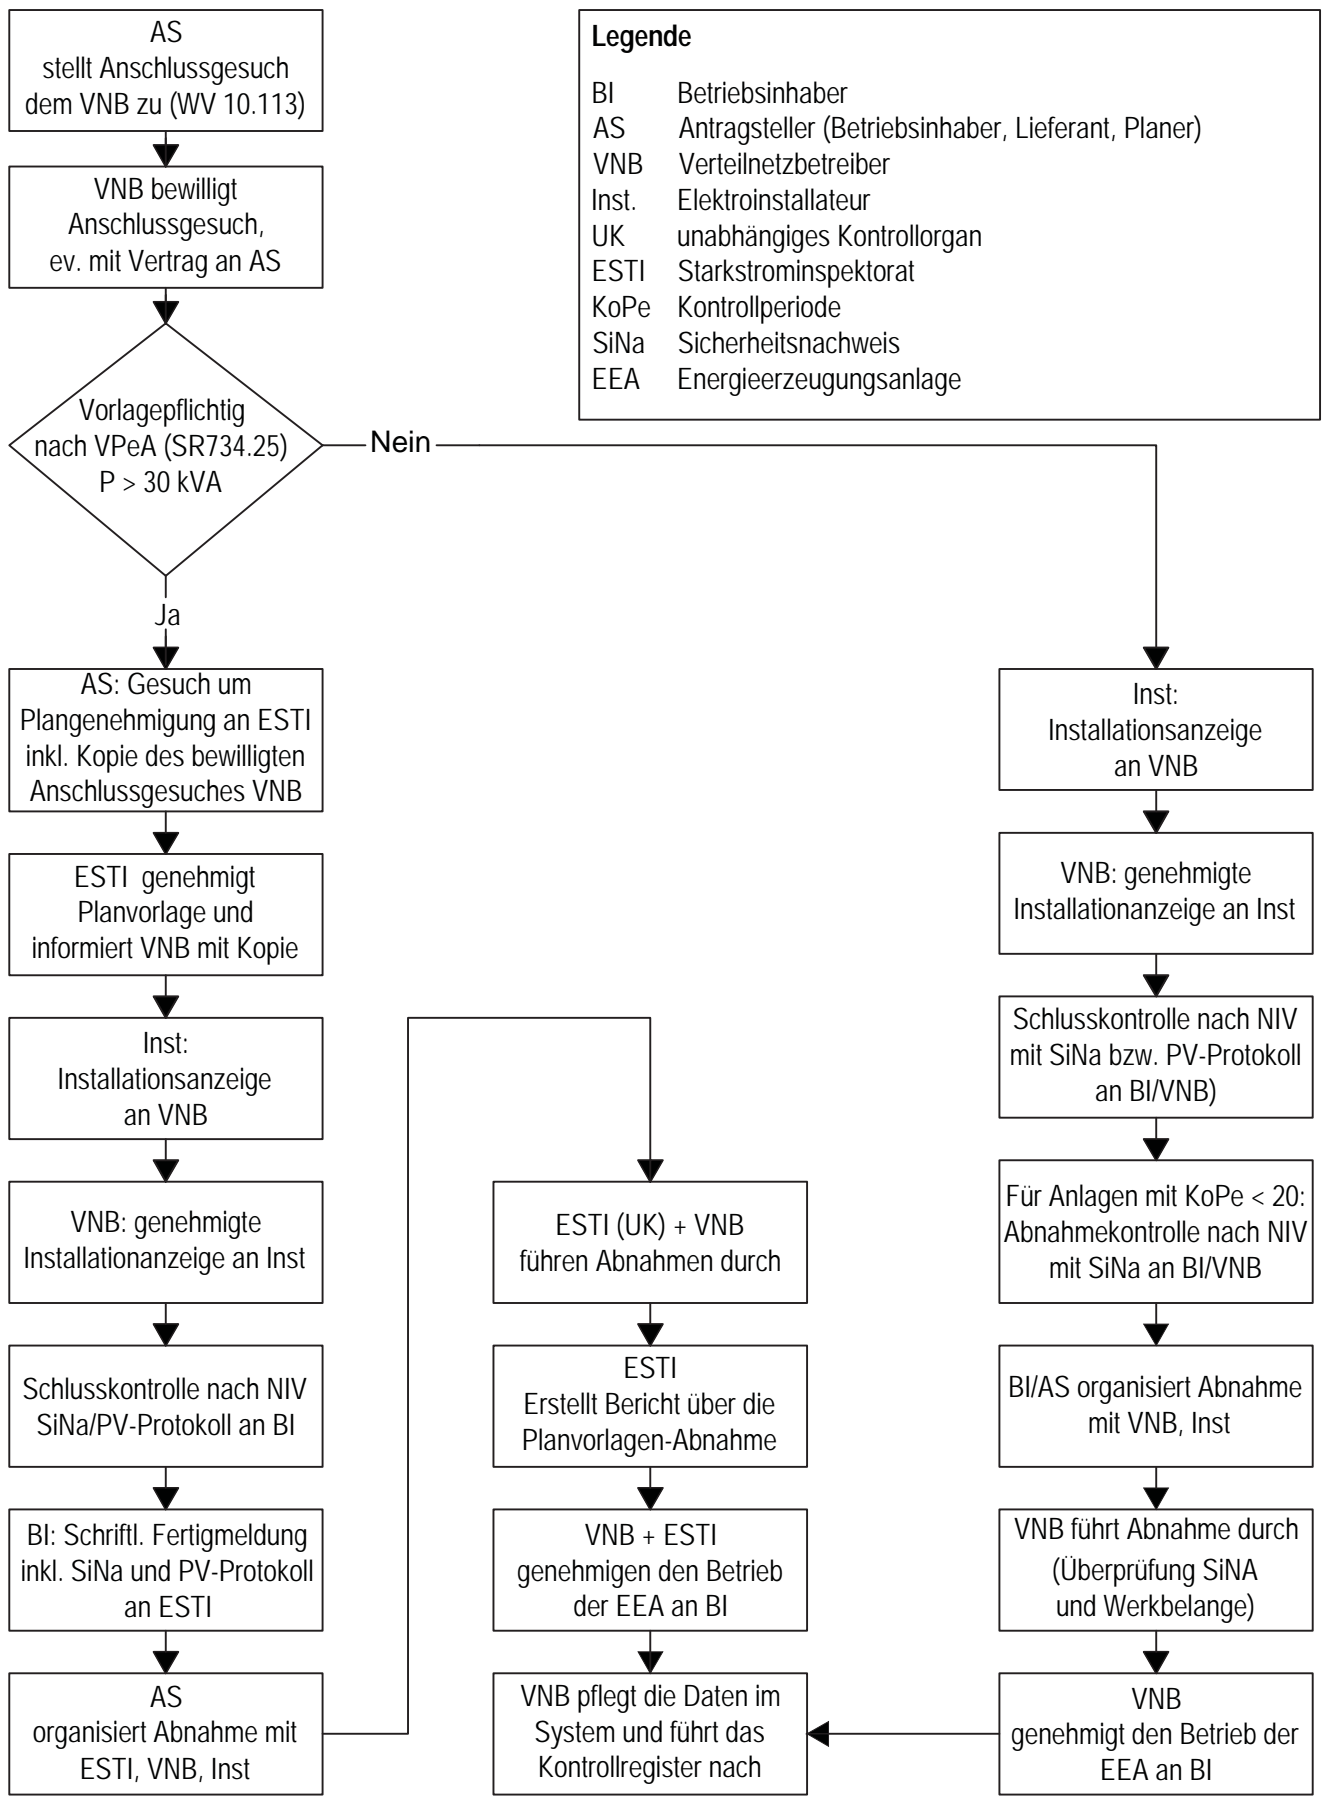 AS
stellt Anschlussgesuch
dem VNB zu (WV 10.113)
VNB bewilligt
Anschlussgesuch,
ev. mit Vertrag an AS
Vorlagepflichtig
nach VPeA (SR734.25)
P > 30 kVA
Nein
Ja
Legende
BI Betriebsinhaber
AS Antragsteller (Betriebsinhaber, Lieferant, Planer)
VNB Verteilnetzbetreiber
Inst. Elektroinstallateur
UK unabhängiges Kontrollorgan
ESTI Starkstrominspektorat
KoPe Kontrollperiode
SiNa Sicherheitsnachweis
EEA Energieerzeugungsanlage
AS: Gesuch um
Plangenehmigung an ESTI
inkl. Kopie des bewilligten
Anschlussgesuches VNB
ESTI genehmigt
Planvorlage und
informiert VNB mit Kopie
Inst:
Installationsanzeige
an VNB
VNB: genehmigte
Installationanzeige an Inst
Schlusskontrolle nach NIV
SiNa/PV-Protokoll an BI
BI: Schriftl. Fertigmeldung
inkl. SiNa und PV-Protokoll
an ESTI
AS
organisiert Abnahme mit
ESTI, VNB, Inst
ESTI (UK) + VNB
führen Abnahmen durch
ESTI
Erstellt Bericht über die
Planvorlagen-Abnahme
VNB + ESTI
genehmigen den Betrieb
der EEA an BI
VNB pflegt die Daten im
System und führt das
Kontrollregister nach
Inst:
Installationsanzeige
an VNB
VNB: genehmigte
Installationanzeige an Inst
Schlusskontrolle nach NIV
mit SiNa bzw. PV-Protokoll
an BI/VNB)
Für Anlagen mit KoPe < 20:
Abnahmekontrolle nach NIV
mit SiNa an BI/VNB
BI/AS organisiert Abnahme
mit VNB, Inst
VNB führt Abnahme durch
(Überprüfung SiNA
und Werkbelange)
VNB
genehmigt den Betrieb der
EEA an BI